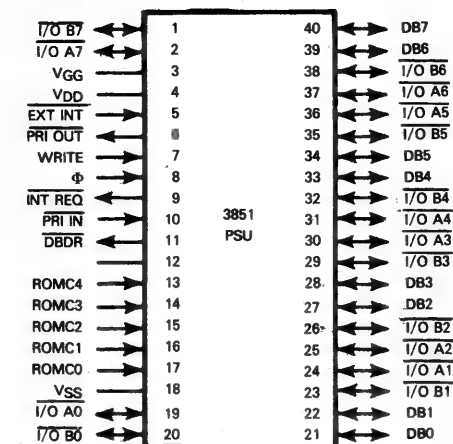 I/O B7 1 40 DB7
I/O A7 2 39 DB6
VGG 3 38 I/O B6
VDD 4 37 I/O A6
EXT INT 5 36 I/O A5
PRI OUT 35 I/O B5
WRITE 7 34 DB5
Φ 8 33 DB4
INT REQ 9 32 I/O B4
PRI IN 10 3851 31 I/O A4
DBDR 11 PSU 30 I/O A3
12 29 I/O B3
ROMC4 13 28 DB3
ROMC3 14 27 DB2
ROMC2 15 26 I/O B2
ROMC1 16 25 I/O A2
ROMC0 17 24 I/O A1
VSS 18 23 I/O B1
I/O A0 19 22 DB1
I/O B0 20 21 DB0